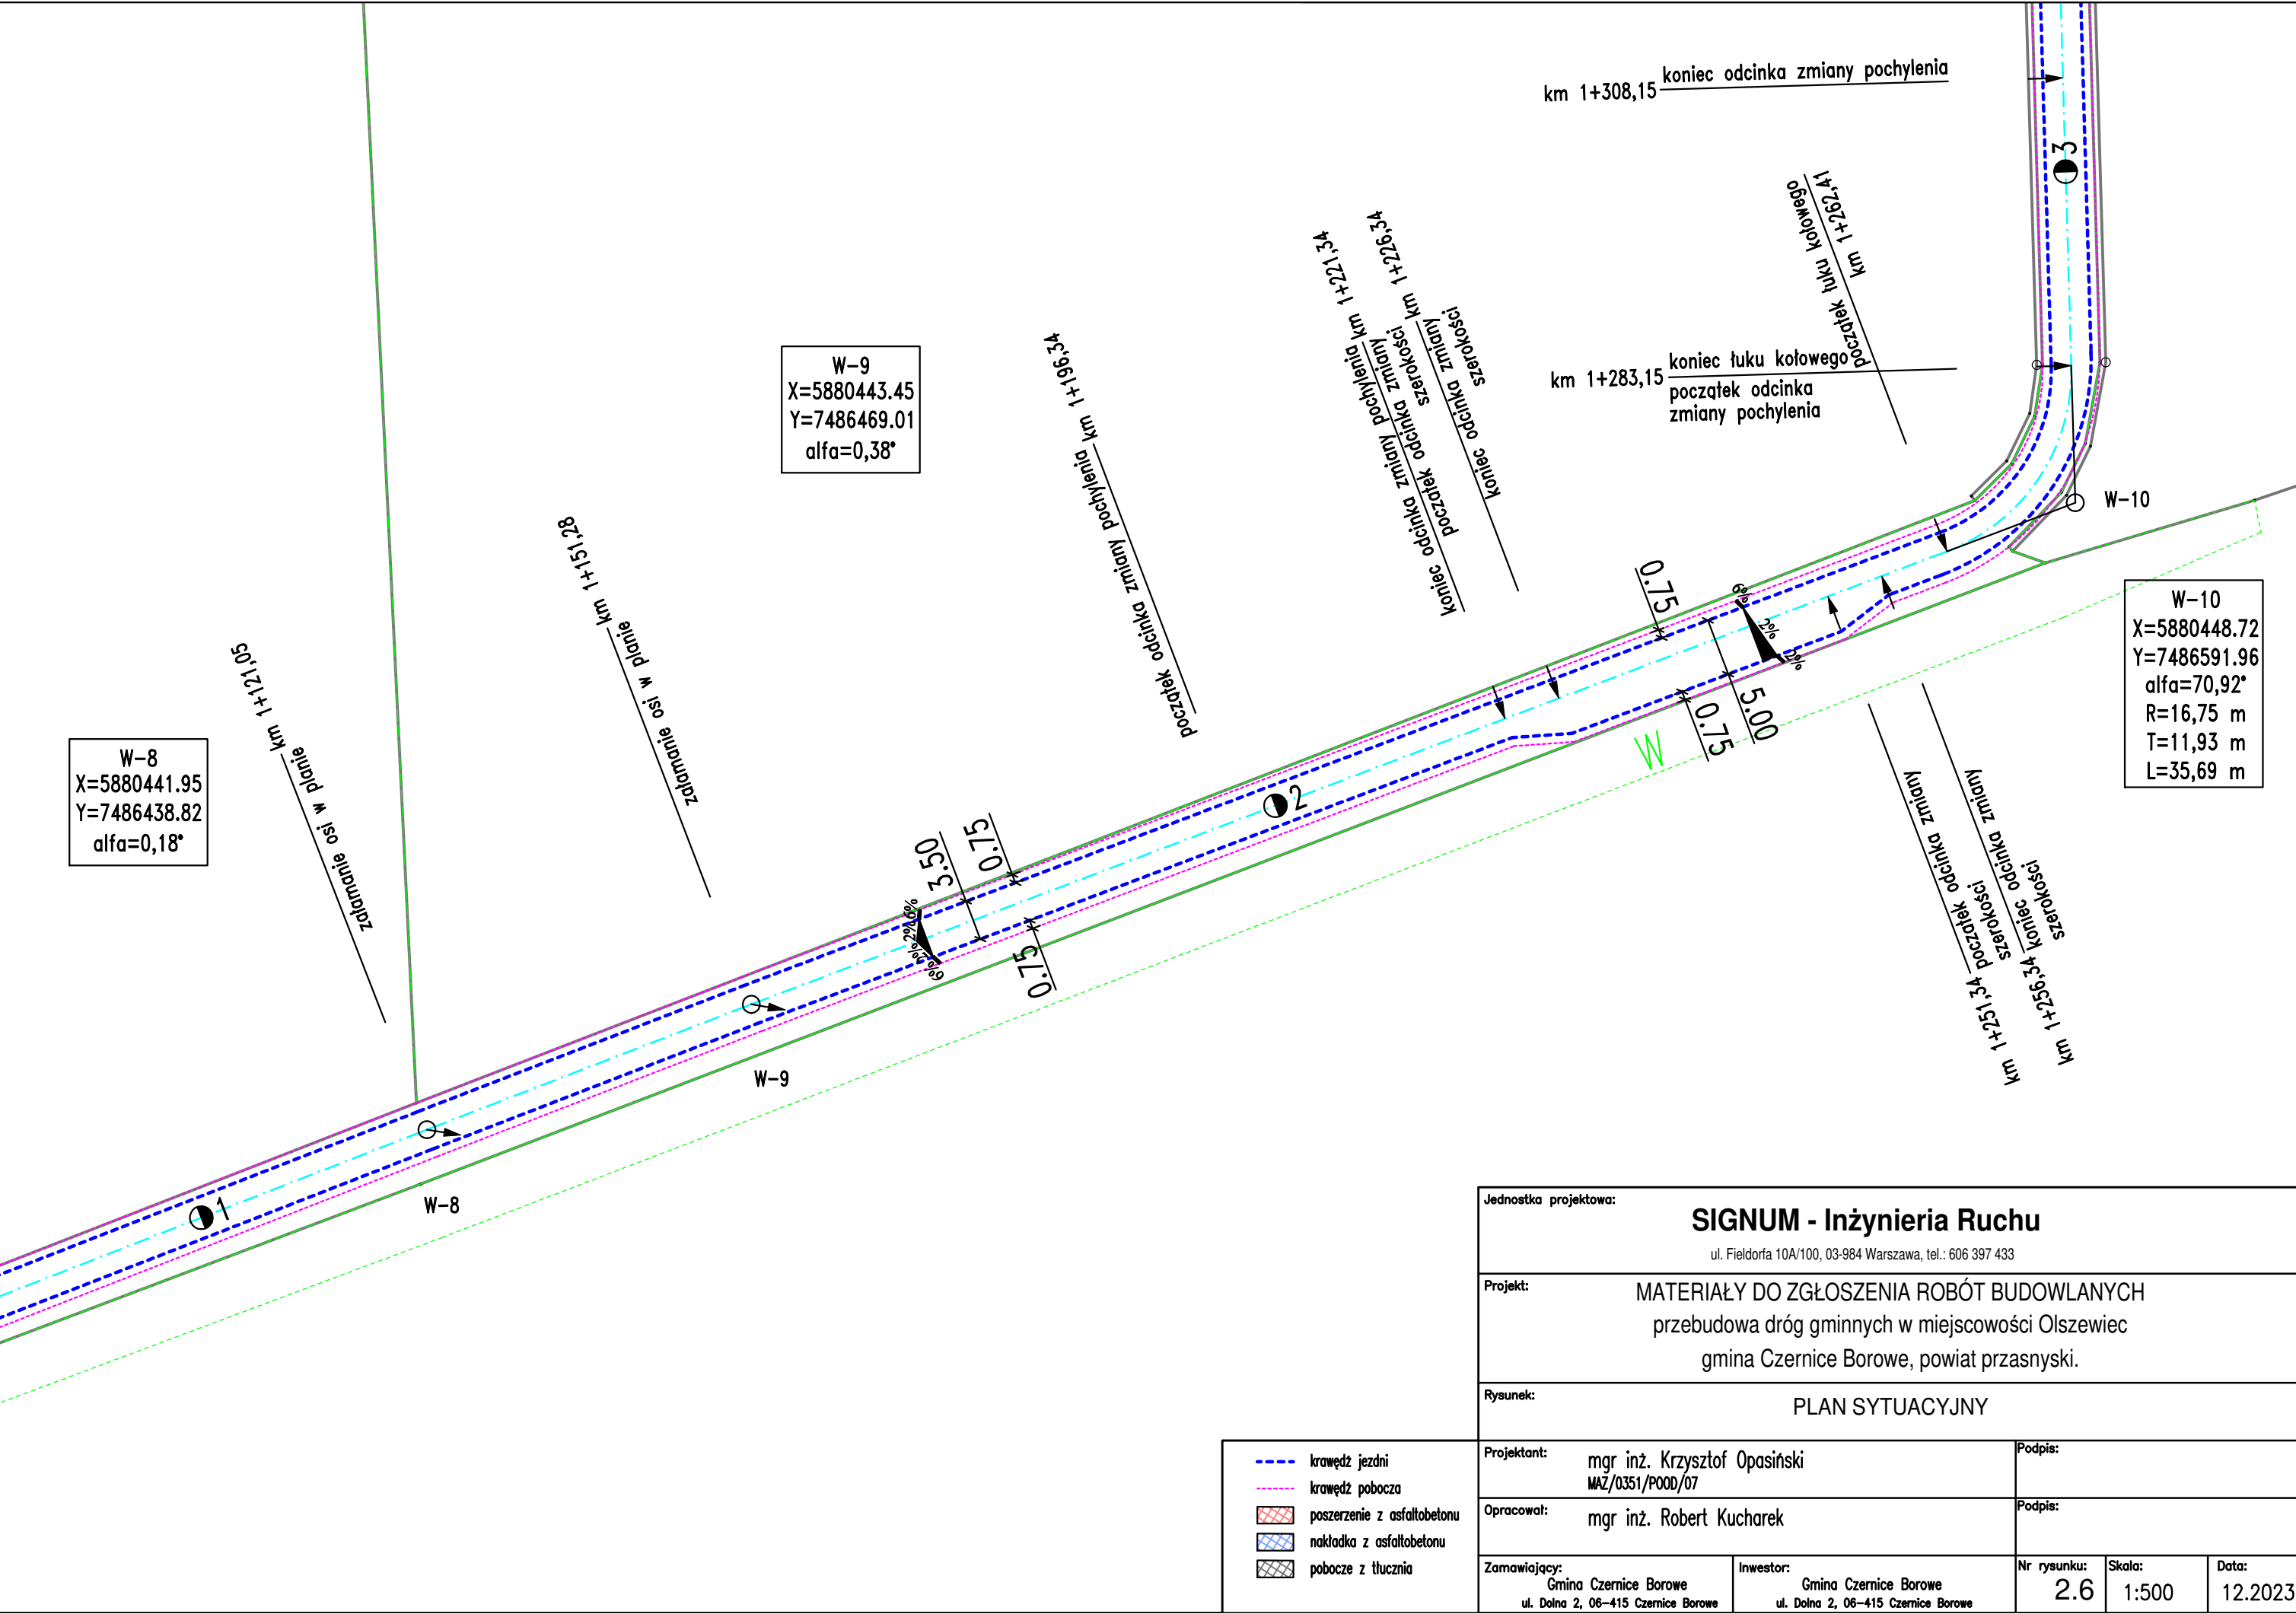 km 1+308,15 koniec odcinka zmiany pochylenia
3
początek łuku kołowego
km 1+262,41
km 1+283,15 koniec łuku kołowego
początek odcinka
zmiany pochylenia
W-10
W-10
X=5880448.72
Y=7486591.96
alfa=70,92°
R=16,75 m
T=11,93 m
L=35,69 m
koniec odcinka zmiany pochylenia km 1+221,34
początek odcinka zmiany
szerokości
koniec odcinka zmiany km 1+226,34
szerokości
początek odcinka zmiany pochylenia km 1+196,34
W-9
X=5880443.45
Y=7486469.01
alfa=0,38°
załamanie osi w planie km 1+151,28
załamanie osi w planie km 1+121,05
W-8
X=5880441.95
Y=7486438.82
alfa=0,18°
0.75
6%
2%
2%
5.00
0.75
W
2
3.50
0.75
6%
2%
2%
6%
0.75
km 1+251,34 początek odcinka zmiany
szerokości
km 1+256,34 koniec odcinka zmiany
szerokości
W-9
W-8
1
Jednostka projektowa:
SIGNUM - Inżynieria Ruchu
ul. Fieldorfa 10A/100, 03-984 Warszawa, tel.: 606 397 433
Projekt:
MATERIAŁY DO ZGŁOSZENIA ROBÓT BUDOWLANYCH
przebudowa dróg gminnych w miejscowości Olszewiec
gmina Czernice Borowe, powiat przasnyski.
Rysunek:
PLAN SYTUACYJNY
krawędź jezdni
krawędź pobocza
poszerzenie z asfaltobetonu
nakładka z asfaltobetonu
pobocze z tłucznia
Projektant:
mgr inż. Krzysztof Opasiński
MAZ/0351/POOD/07
Podpis:
Opracował:
mgr inż. Robert Kucharek
Podpis:
Zamawiający:
Gmina Czernice Borowe
ul. Dolna 2, 06-415 Czernice Borowe
Inwestor:
Gmina Czernice Borowe
ul. Dolna 2, 06-415 Czernice Borowe
Nr rysunku:
2.6
Skala:
1:500
Data:
12.2023